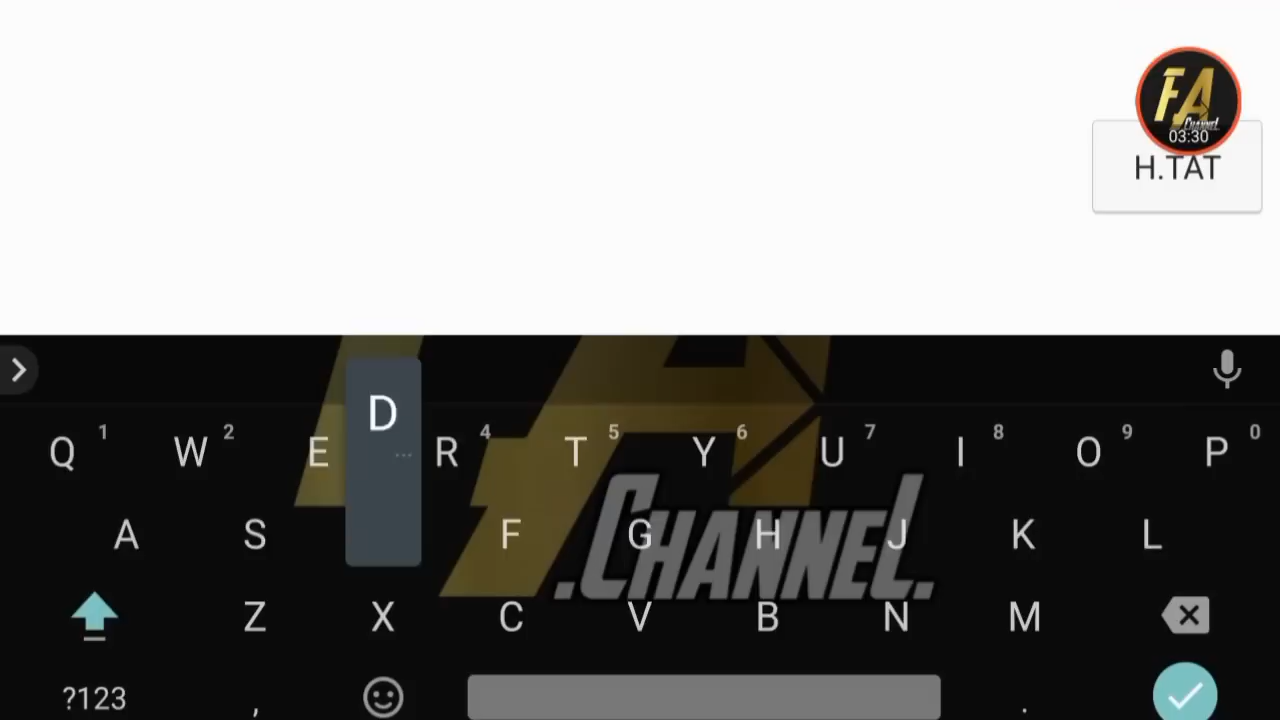 FA
CHANNEL
03:30
H.TAT
FA
D
...
Q 1 W 2 E R 4 T 5 Y 6 U 7 I 8 O 9 P 0
A S F G H J K L
.CHANNEL.
Z X C V B N M
?123 , .